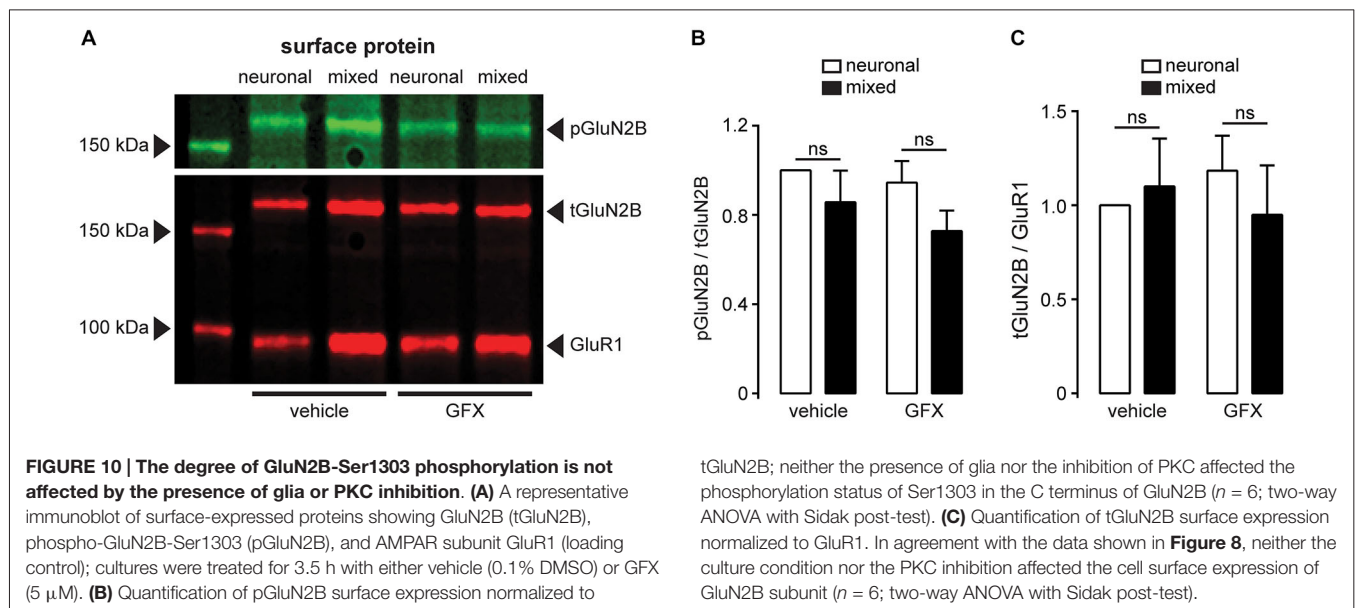 A
surface protein
neuronal mixed neuronal mixed
pGluN2B
150 kDa
tGluN2B
150 kDa
100 kDa
GluR1
vehicle GFX
B
neuronal
mixed
1.2
ns
ns
0.8
0.4
0
pGluN2B / tGluN2B
vehicle GFX
C
neuronal
mixed
1.5
ns
ns
1.0
0.5
0
tGluN2B / GluR1
vehicle GFX
FIGURE 10 | The degree of GluN2B-Ser1303 phosphorylation is not
affected by the presence of glia or PKC inhibition. (A) A representative
immunoblot of surface-expressed proteins showing GluN2B (tGluN2B),
phospho-GluN2B-Ser1303 (pGluN2B), and AMPAR subunit GluR1 (loading
control); cultures were treated for 3.5 h with either vehicle (0.1% DMSO) or GFX
(5 μM). (B) Quantification of pGluN2B surface expression normalized to
tGluN2B; neither the presence of glia nor the inhibition of PKC affected the
phosphorylation status of Ser1303 in the C terminus of GluN2B (n = 6; two-way
ANOVA with Sidak post-test). (C) Quantification of tGluN2B surface expression
normalized to GluR1. In agreement with the data shown in Figure 8, neither the
culture condition nor the PKC inhibition affected the cell surface expression of
GluN2B subunit (n = 6; two-way ANOVA with Sidak post-test).